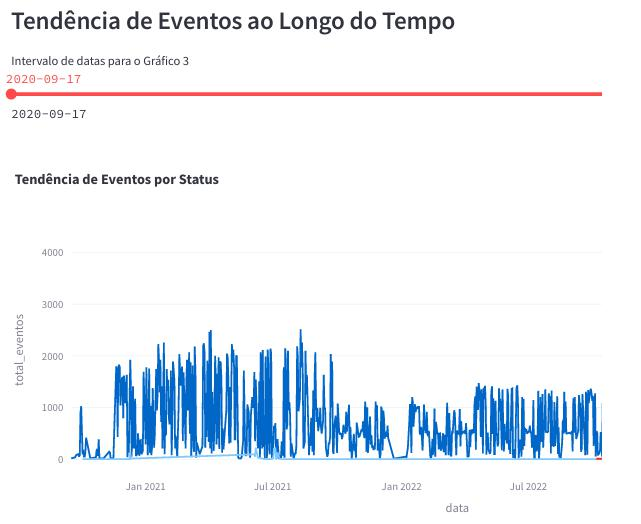 Tendência de Eventos ao Longo do Tempo
Intervalo de datas para o Gráfico 3
2020-09-17
2020-09-17
Tendência de Eventos por Status
4000
3000
2000
1000
0
total_eventos
Jan 2021
Jul 2021
Jan 2022
Jul 2022
data